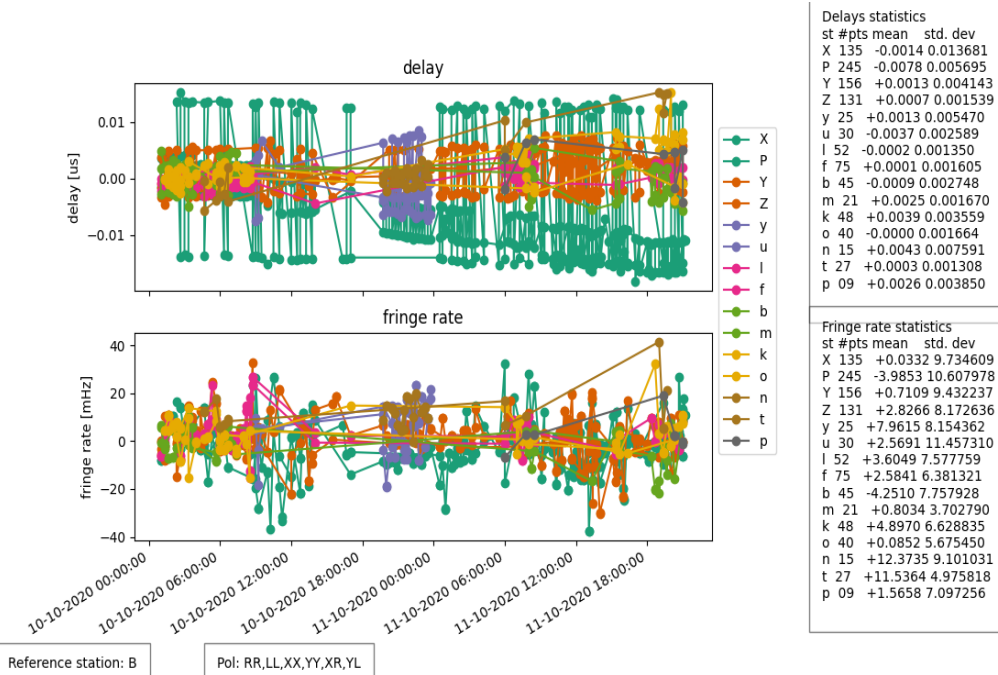 delay
0.01
0.00
−0.01
delay [us]
fringe rate
40
20
0
−20
−40
fringe rate [mHz]
10-10-2020 00:00:00
10-10-2020 06:00:00
10-10-2020 12:00:00
10-10-2020 18:00:00
11-10-2020 00:00:00
11-10-2020 06:00:00
11-10-2020 12:00:00
11-10-2020 18:00:00
X
P
Y
Z
y
u
l
f
b
m
k
o
n
t
p
Delays statistics
st #pts mean std. dev
X 135 -0.0014 0.013681
P 245 -0.0078 0.005695
Y 156 +0.0013 0.004143
Z 131 +0.0007 0.001539
y 25 +0.0013 0.005470
u 30 -0.0037 0.002589
l 52 -0.0002 0.001350
f 75 +0.0001 0.001605
b 45 -0.0009 0.002748
m 21 +0.0025 0.001670
k 48 +0.0039 0.003559
o 40 -0.0000 0.001664
n 15 +0.0043 0.007591
t 27 +0.0003 0.001308
p 09 +0.0026 0.003850
Fringe rate statistics
st #pts mean std. dev
X 135 +0.0332 9.734609
P 245 -3.9853 10.607978
Y 156 +0.7109 9.432237
Z 131 +2.8266 8.172636
y 25 +7.9615 8.154362
u 30 +2.5691 11.457310
l 52 +3.6049 7.577759
f 75 +2.5841 6.381321
b 45 -4.2510 7.757928
m 21 +0.8034 3.702790
k 48 +4.8970 6.628835
o 40 +0.0852 5.675450
n 15 +12.3735 9.101031
t 27 +11.5364 4.975818
p 09 +1.5658 7.097256
Reference station: B
Pol: RR,LL,XX,YY,XR,YL